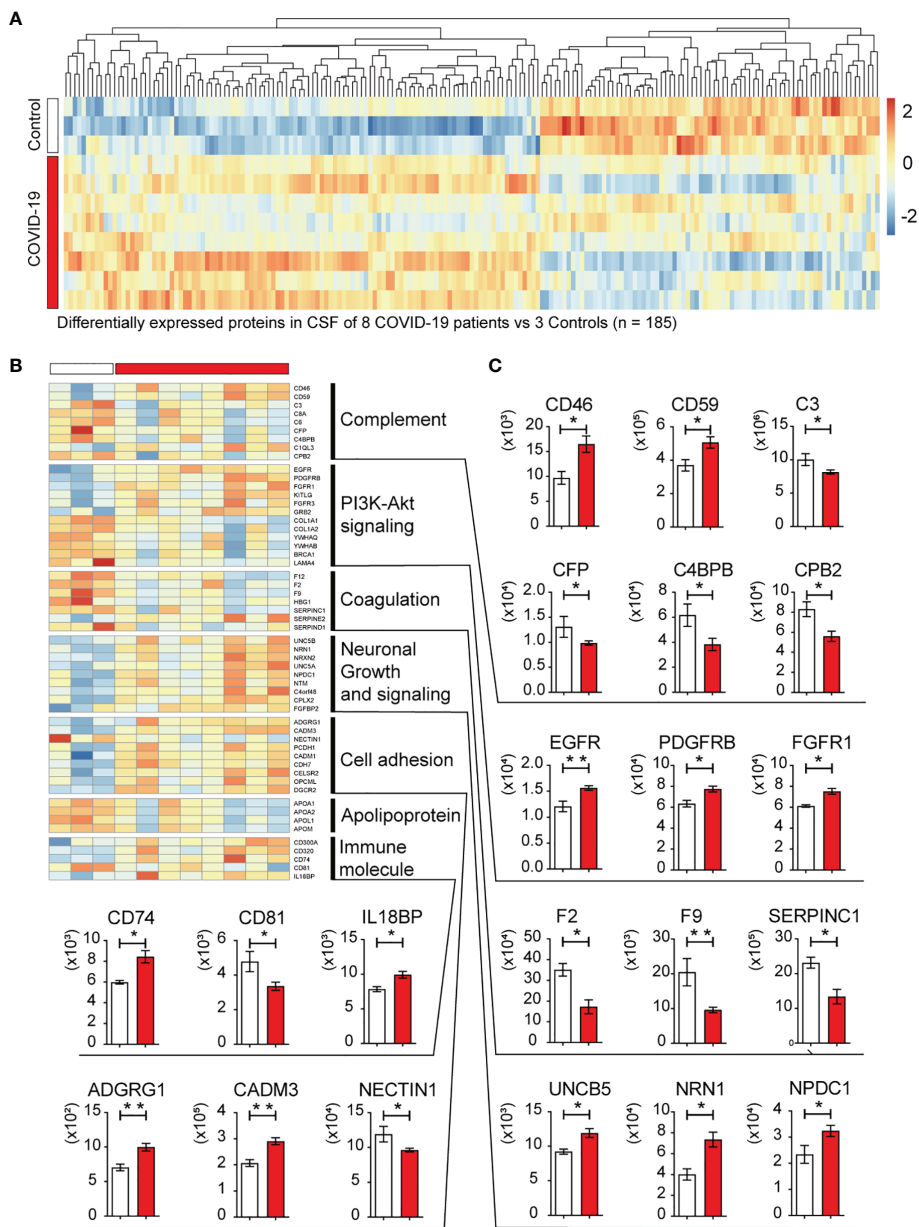 A
Control
COVID-19
2
0
-2
Differentially expressed proteins in CSF of 8 COVID-19 patients vs 3 Controls (n = 185)
B
CD46
CD59
C3
C8A
C6
CFP
C4BPB
C1QL3
CPB2
Complement
EGFR
PDGFRB
FGFR1
KITLG
FGFR3
GRB2
COL1A1
COL1A2
YWHAQ
YWHAB
BRCA1
LAMA4
PI3K-Akt
signaling
F12
F2
F9
HBG1
SERPINC1
SERPINE2
SERPIND1
Coagulation
UNC5B
NRN1
NRXN2
UNC5A
NPDC1
NTM
C4orf48
CPLX2
FGFBP2
Neuronal
Growth
and signaling
ADGRG1
CADM3
NECTIN1
PCDH1
CADM1
CDH7
CELSR2
OPCML
DGCR2
Cell adhesion
APOA1
APOA2
APOL1
APOM
Apolipoprotein
CD300A
CD320
CD74
CD81
IL18BP
Immune
molecule
C
CD46
(x10³)
20
15
10
5
0
*
CD59
(x10⁵)
6
4
2
0
*
C3
(x10⁶)
15
10
5
0
*
CFP
(x10⁴)
2.0
1.5
1.0
0.5
0.0
*
C4BPB
(x10⁴)
8
6
4
2
0
*
CPB2
(x10⁴)
10
8
6
4
2
0
*
EGFR
(x10⁴)
2.0
1.5
1.0
0.5
0.0
* *
PDGFRB
(x10⁴)
10
8
6
4
2
0
*
FGFR1
(x10⁴)
10
8
6
4
2
0
*
F2
(x10⁴)
50
40
30
20
10
0
*
F9
(x10³)
30
20
10
0
* *
SERPINC1
(x10⁵)
30
20
10
0
*
UNCB5
(x10³)
15
10
5
0
*
NRN1
(x10⁴)
10
8
6
4
2
0
*
NPDC1
(x10⁴)
4
3
2
1
0
*
CD74
(x10³)
10
8
6
4
2
0
*
CD81
(x10³)
6
4
2
0
*
IL18BP
(x10³)
15
10
5
0
*
ADGRG1
(x10²)
15
10
5
0
* *
CADM3
(x10⁵)
4
3
2
1
0
* *
NECTIN1
(x10⁴)
15
10
5
0
*